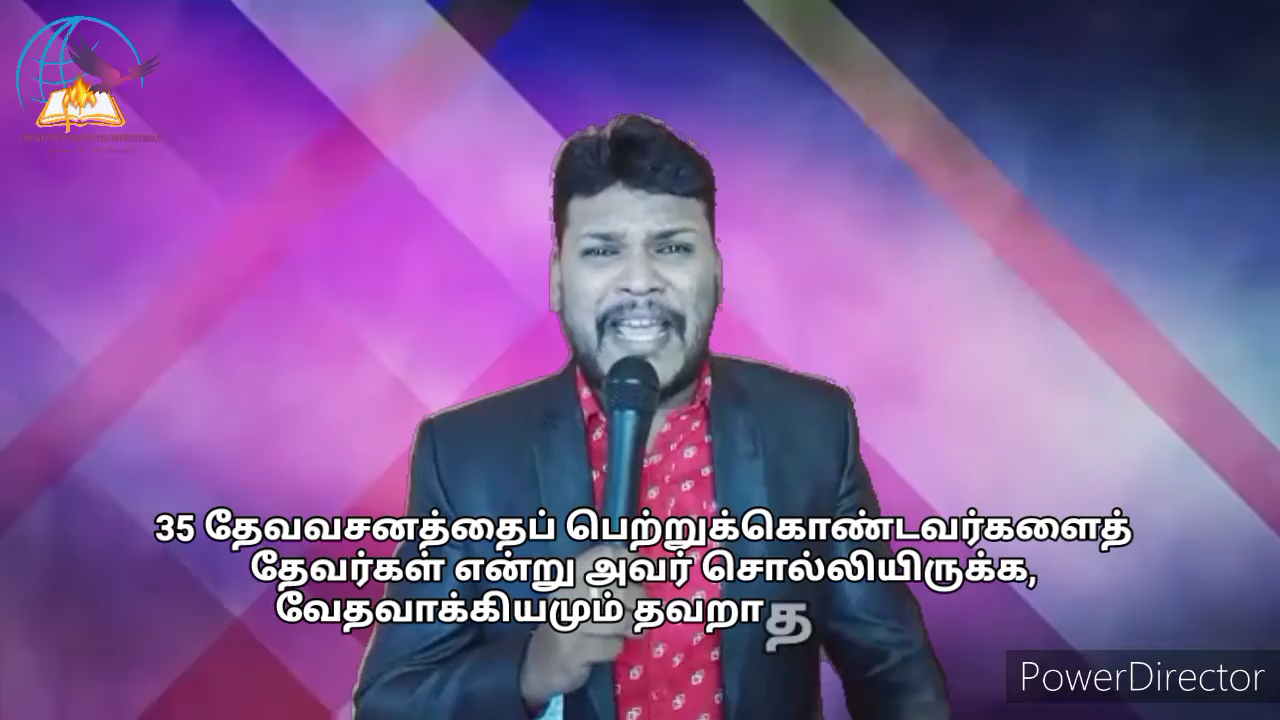 35 தேவவசனத்தைப் பெற்றுக்கொண்டவர்களைத்
தேவர்கள் என்று அவர் சொல்லியிருக்க,
வேதவாக்கியமும் தவறாத
PowerDirector